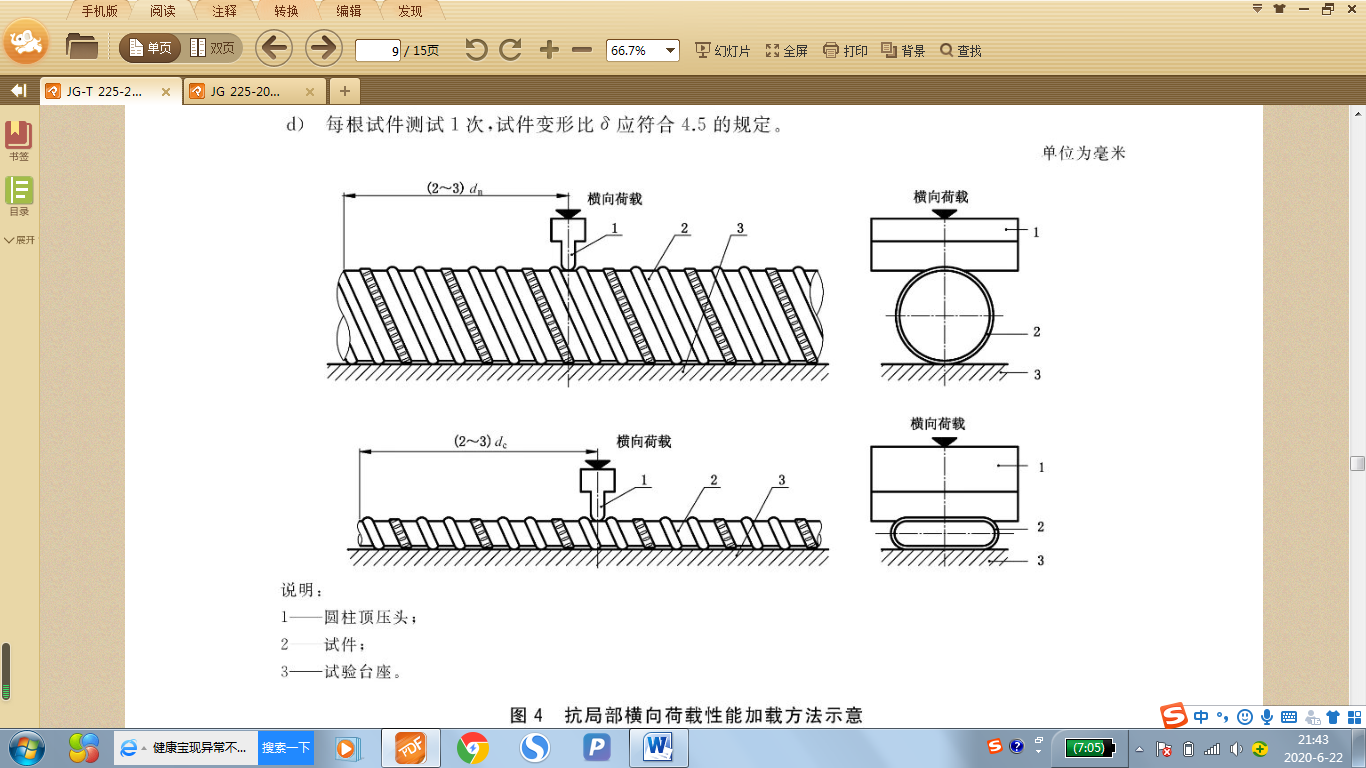 手机版 阅读 注释 转换 编辑 发现
单页 双页 9 / 15页 66.7% 幻灯片 全屏 打印 背景 查找
JG-T 225-2... JG 225-20...
书签
目录
展开
d） 每根试件测试1次,试件变形比δ应符合4.5的规定。
单位为毫米
(2～3) dn
横向荷载
1 2 3
横向荷载
1
2
3
(2～3) dc
横向荷载
1 2 3
横向荷载
1
2
3
说明：
1——圆柱顶压头；
2——试件；
3——试验台座。
图 4 抗局部横向荷载性能加载方法示意
中
健康宝现异常不... 搜索一下
PDF
W
(7:05)
21:43
2020-6-22